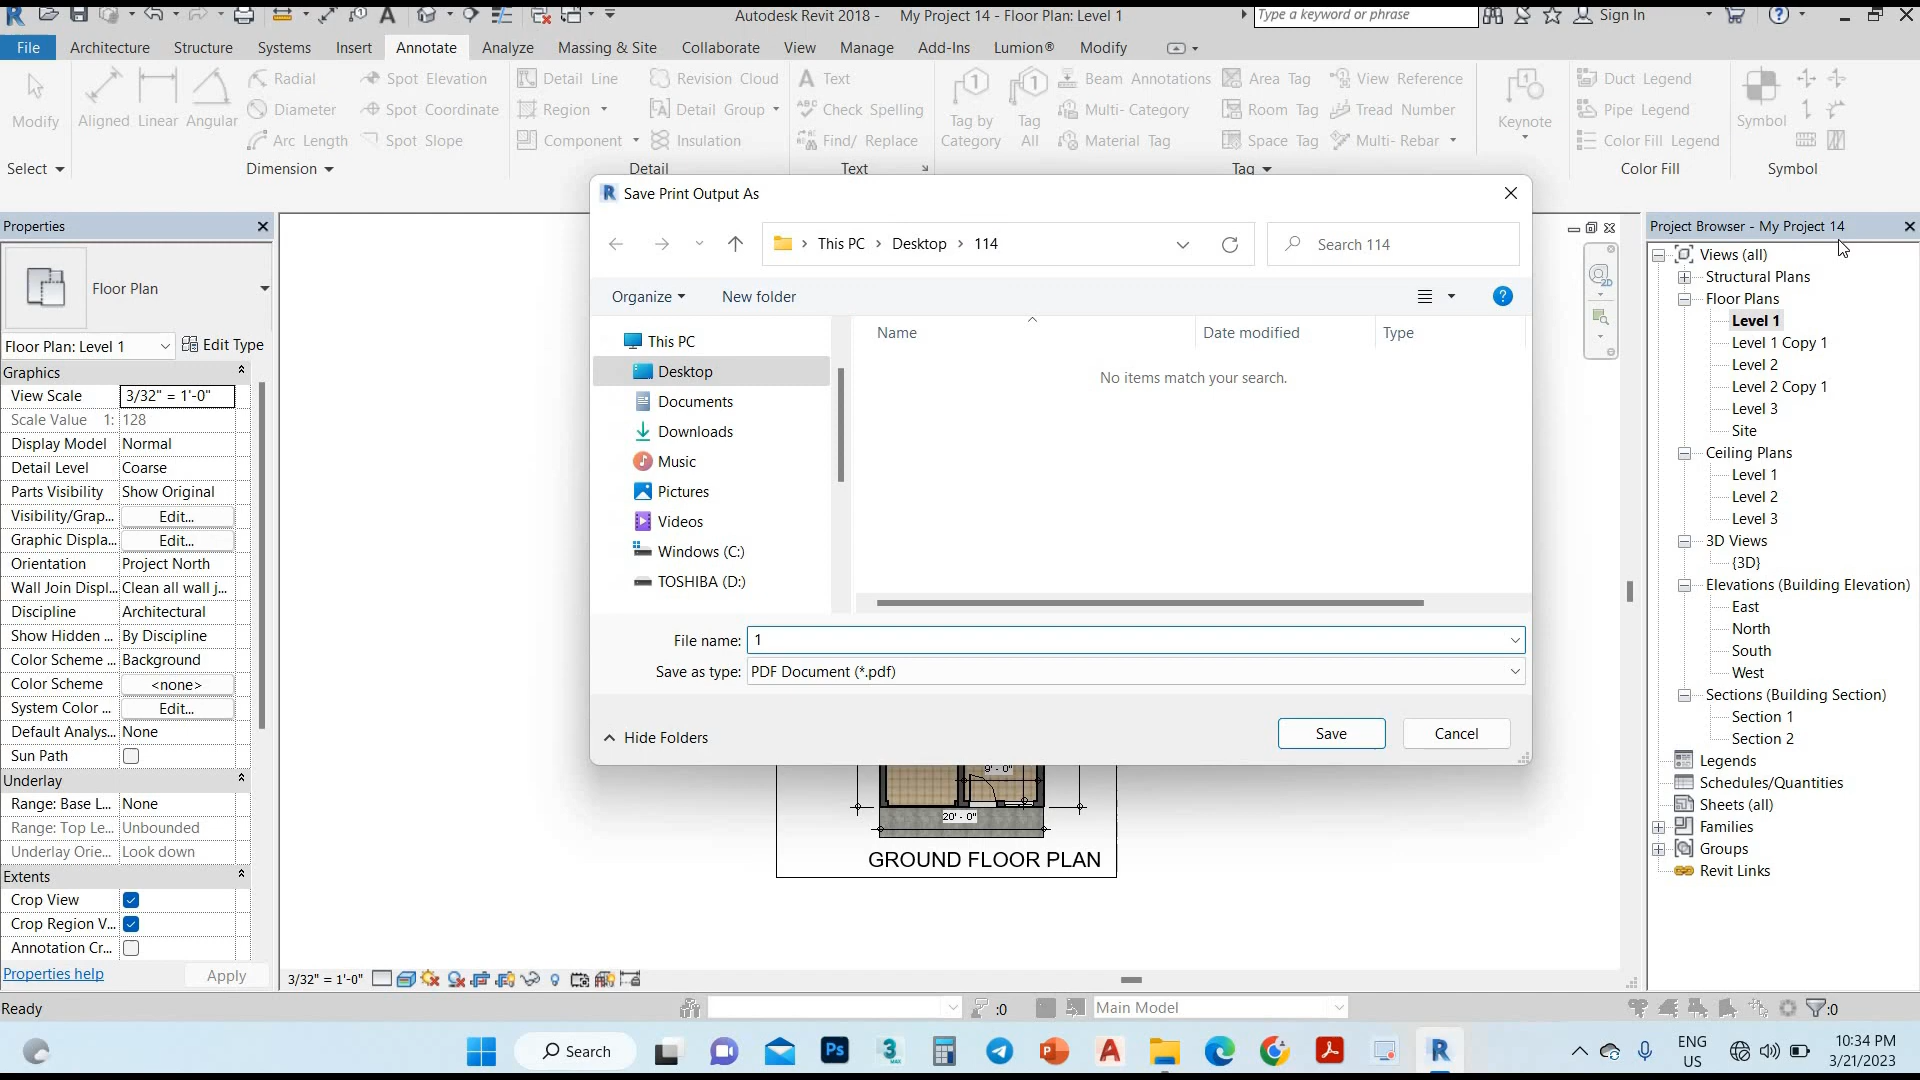 Autodesk Revit 2018 - My Project 14 - Floor Plan: Level 1
Type a keyword or phrase
Sign In
File Architecture Structure Systems Insert Annotate Analyze Massing & Site Collaborate View Manage Add-Ins Lumion® Modify
Modify
Aligned Linear Angular
Radial
Diameter
Arc Length
Spot Elevation
Spot Coordinate
Spot Slope
Detail Line
Region
Component
Revision Cloud
Detail Group
Insulation
Text
Check Spelling
Find/ Replace
Tag by Category
Tag All
Beam Annotations
Multi- Category
Material Tag
Area Tag
Room Tag
Space Tag
View Reference
Tread Number
Multi- Rebar
Keynote
Duct Legend
Pipe Legend
Color Fill Legend
Symbol
Select Dimension Detail Text Tag Color Fill Symbol
Properties
Floor Plan
Floor Plan: Level 1 Edit Type
Graphics
View Scale 3/32" = 1'-0"
Scale Value 1: 128
Display Model Normal
Detail Level Coarse
Parts Visibility Show Original
Visibility/Grap... Edit...
Graphic Displa... Edit...
Orientation Project North
Wall Join Displ... Clean all wall j...
Discipline Architectural
Show Hidden ... By Discipline
Color Scheme ... Background
Color Scheme <none>
System Color ... Edit...
Default Analys... None
Sun Path
Underlay
Range: Base L... None
Range: Top Le... Unbounded
Underlay Orie... Look down
Extents
Crop View
Crop Region V...
Annotation Cr...
Properties help Apply
Save Print Output As
This PC > Desktop > 114
Search 114
Organize New folder
This PC
Desktop
Documents
Downloads
Music
Pictures
Videos
Windows (C:)
TOSHIBA (D:)
Name Date modified Type
No items match your search.
File name: 1
Save as type: PDF Document (*.pdf)
Hide Folders Save Cancel
9' - 0"
20' - 0"
GROUND FLOOR PLAN
Project Browser - My Project 14
Views (all)
Structural Plans
Floor Plans
Level 1
Level 1 Copy 1
Level 2
Level 2 Copy 1
Level 3
Site
Ceiling Plans
Level 1
Level 2
Level 3
3D Views
{3D}
Elevations (Building Elevation)
East
North
South
West
Sections (Building Section)
Section 1
Section 2
Legends
Schedules/Quantities
Sheets (all)
Families
Groups
Revit Links
3/32" = 1'-0"
Ready
:0
Main Model
:0
Search
ENG
US
10:34 PM
3/21/2023